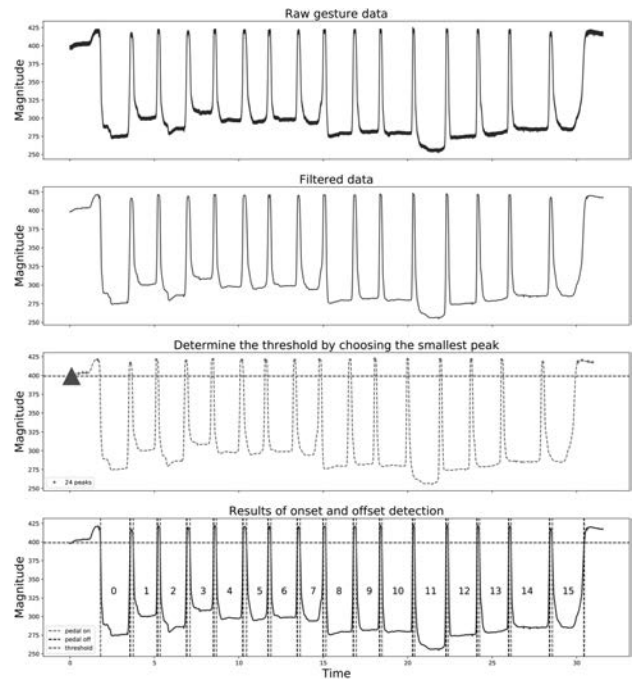 Raw gesture data
Magnitude
425
400
375
350
325
300
275
250
Filtered data
Magnitude
425
400
375
350
325
300
275
250
Determine the threshold by choosing the smallest peak
Magnitude
425
400
375
350
325
300
275
250
24 peaks
Results of onset and offset detection
Magnitude
425
400
375
350
325
300
275
250
0 1 2 3 4 5 6 7 8 9 10 11 12 13 14 15
pedal on
pedal off
threshold
0 5 10 15 20 25 30
Time